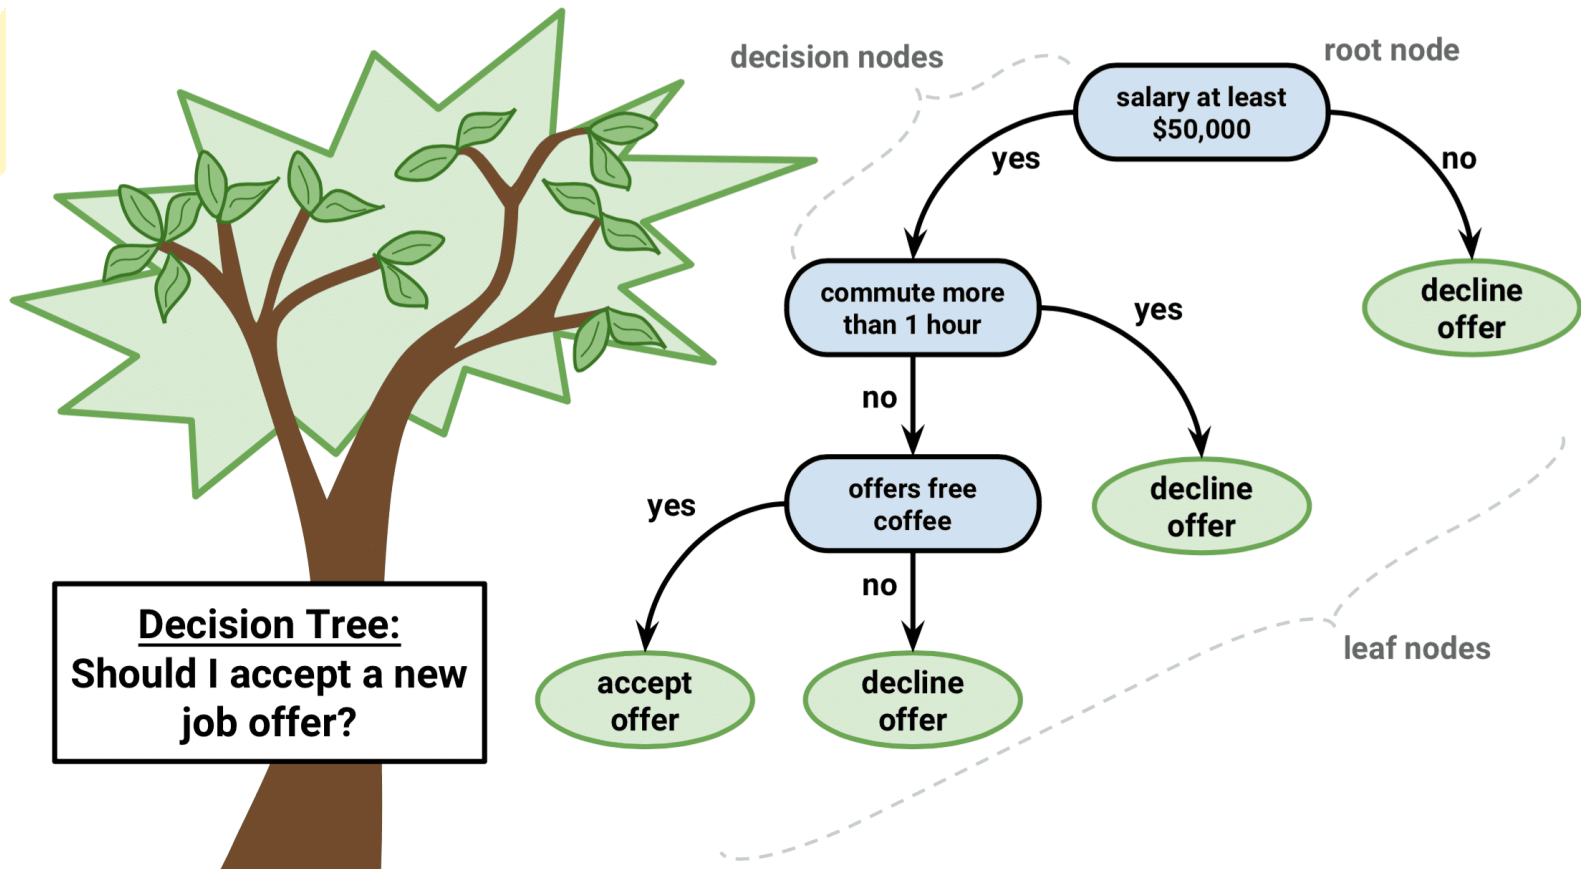 decision nodes
root node
salary at least
$50,000
yes
no
commute more
than 1 hour
yes
decline
offer
no
offers free
coffee
decline
offer
yes
no
Decision Tree:
Should I accept a new
job offer?
accept
offer
decline
offer
leaf nodes